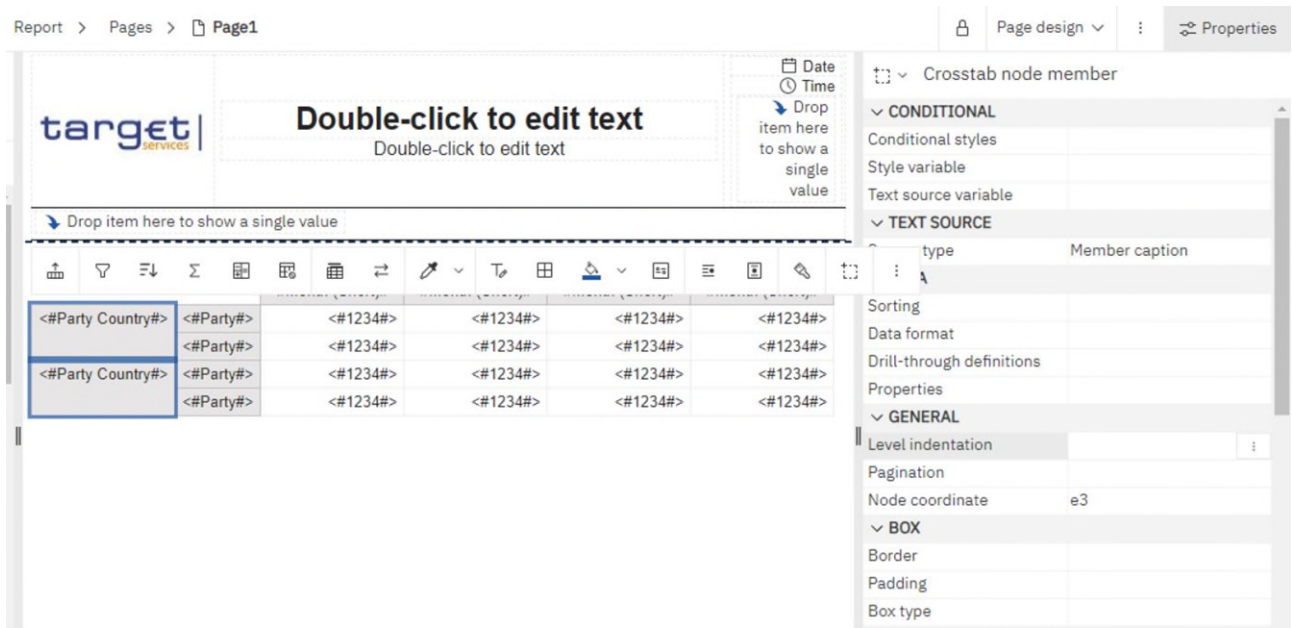 Report > Pages > Page1
Page design
Properties
Date
Time
Drop
item here
to show a
single
value
target
services
Double-click to edit text
Double-click to edit text
Drop item here to show a single value
<#Party Country#> <#Party#> <#1234#> <#1234#> <#1234#> <#1234#>
<#Party#> <#1234#> <#1234#> <#1234#> <#1234#>
<#Party Country#> <#Party#> <#1234#> <#1234#> <#1234#> <#1234#>
<#Party#> <#1234#> <#1234#> <#1234#> <#1234#>
Crosstab node member
CONDITIONAL
Conditional styles
Style variable
Text source variable
TEXT SOURCE
type Member caption
Sorting
Data format
Drill-through definitions
Properties
GENERAL
Level indentation
Pagination
Node coordinate e3
BOX
Border
Padding
Box type